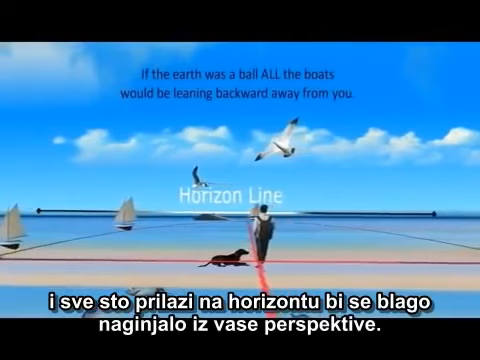 If the earth was a ball ALL the boats
would be leaning backward away from you.
Horizon Line
i sve sto prilazi na horizontu bi se blago
naginjalo iz vase perspektive.